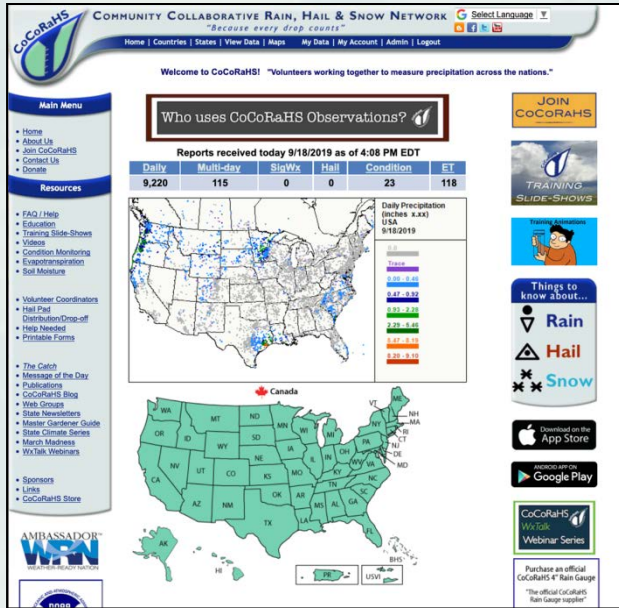 CoCoRaHS
COMMUNITY COLLABORATIVE RAIN, HAIL & SNOW NETWORK
"Because every drop counts"
G Select Language ▼
Home | Countries | States | View Data | Maps My Data | My Account | Admin | Logout
Welcome to CoCoRaHS! "Volunteers working together to measure precipitation across the nations."
Main Menu
Home
About Us
Join CoCoRaHS
Contact Us
Donate
Resources
FAQ / Help
Education
Training Slide-Shows
Videos
Condition Monitoring
Evapotranspiration
Soil Moisture
Volunteer Coordinators
Hail Pad
Distribution/Drop-off
Help Needed
Printable Forms
The Catch
Message of the Day
Publications
CoCoRaHS Blog
Web Groups
State Newsletters
Master Gardener Guide
State Climate Series
March Madness
WxTalk Webinars
Sponsors
Links
CoCoRaHS Store
AMBASSADOR™
WRN
WEATHER-READY NATION
Who uses CoCoRaHS Observations?
Reports received today 9/18/2019 as of 4:08 PM EDT
Daily Multi-day SigWx Hail Condition ET
9,220 115 0 0 23 118
Daily Precipitation
(inches x.xx)
USA
9/18/2019
0.0
Trace
Canada
WA
MT
ND
MN
WI
MI
VT
ME
NH
MA
RI
CT
NJ
DE
MD
OR
ID
WY
SD
NE
IA
IL
IN
OH
PA
NY
WV
VA
NV
UT
CO
KS
MO
KY
TN
NC
SC
CA
AZ
NM
OK
AR
MS
AL
GA
LA
TX
FL
AK
HI
BHS
PR
USVI
JOIN
CoCoRaHS
TRAINING
SLIDE-SHOWS
Training Animations
Things to
know about...
Rain
Hail
Snow
Download on the
App Store
ANDROID APP ON
Google Play
CoCoRaHS
WxTalk
Webinar Series
Purchase an official
CoCoRaHS 4" Rain Gauge
"The official CoCoRaHS
Rain Gauge supplier"